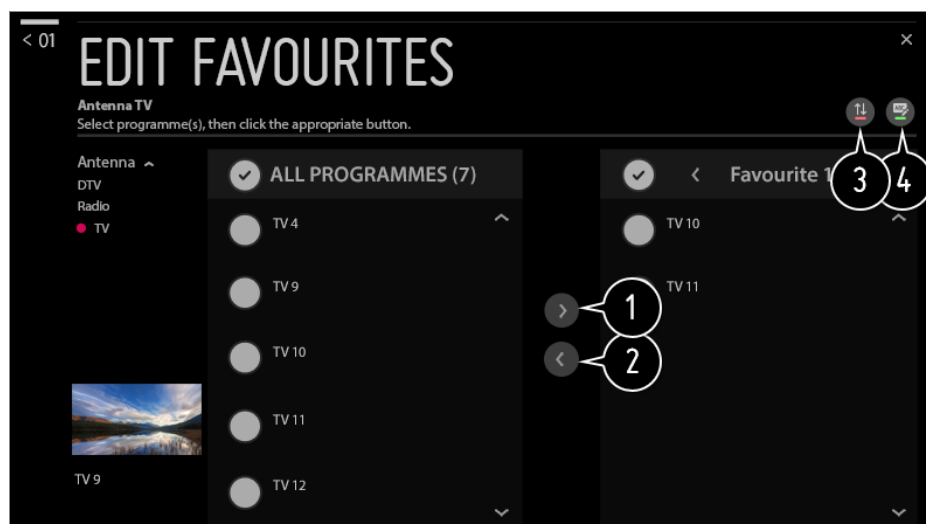 < 01
EDIT FAVOURITES
Antenna TV
Select programme(s), then click the appropriate button.
3
4
Antenna
DTV
Radio
TV
ALL PROGRAMMES (7)
TV 4
TV 9
TV 10
TV 11
TV 12
1
2
Favourite 1
TV 10
TV 11
TV 9